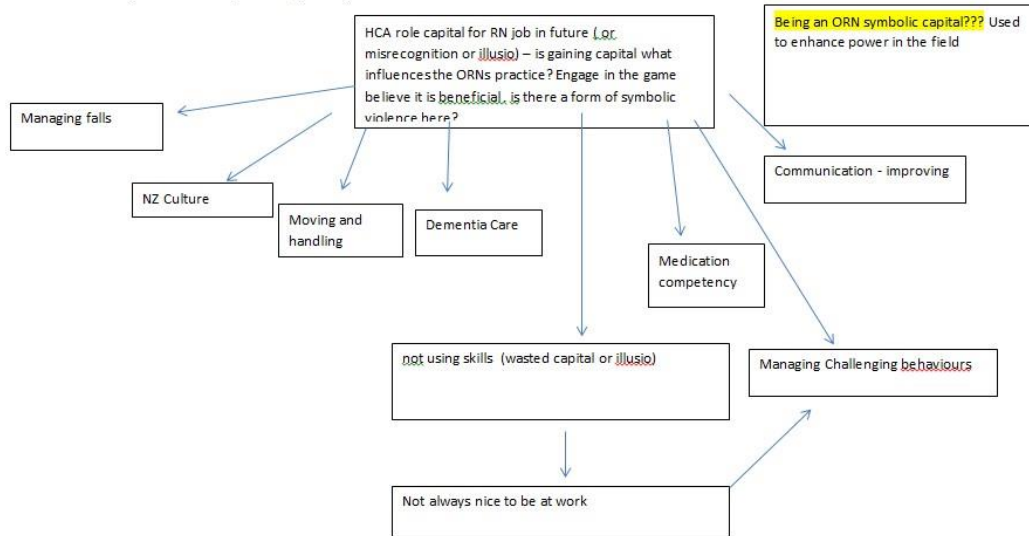 HCA role capital for RN job in future ( or
misrecognition or illusio) – is gaining capital what
influences the ORNs practice? Engage in the game
believe it is beneficial, is there a form of symbolic
violence here?
Being an ORN symbolic capital??? Used
to enhance power in the field
Managing falls
Communication - improving
NZ Culture
Moving and
handling
Dementia Care
Medication
competency
not using skills (wasted capital or illusio)
Managing Challenging behaviours
Not always nice to be at work